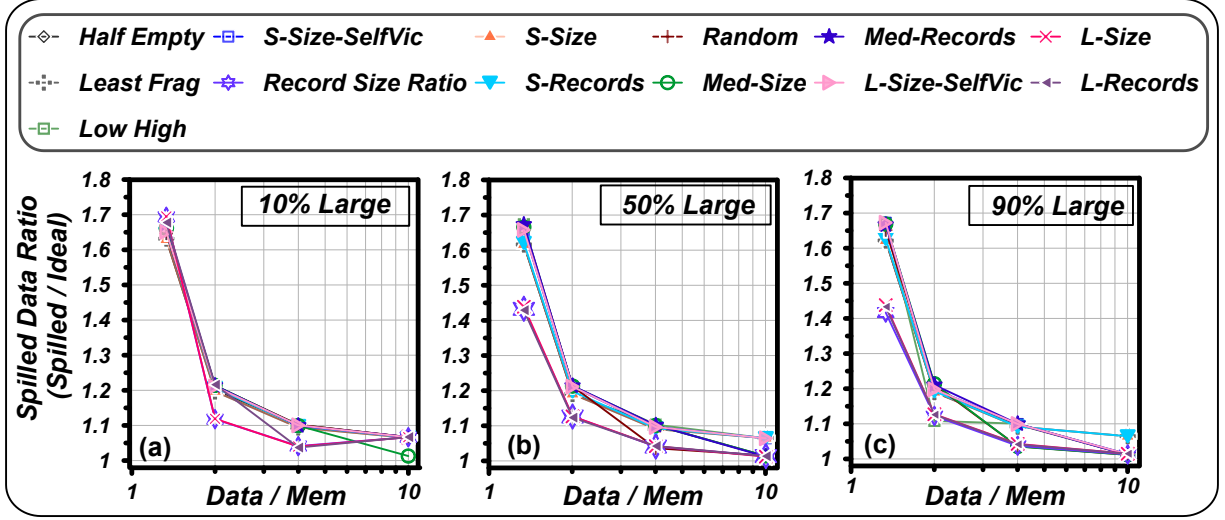 Half Empty S-Size-SelfVic S-Size Random Med-Records L-Size
Least Frag Record Size Ratio S-Records Med-Size L-Size-SelfVic L-Records
Low High
Spilled Data Ratio
(Spilled / Ideal)
1.8
1.7
1.6
1.5
1.4
1.3
1.2
1.1
1
10% Large
(a)
1
10
Data / Mem
1.8
1.7
1.6
1.5
1.4
1.3
1.2
1.1
1
50% Large
(b)
1
10
Data / Mem
1.8
1.7
1.6
1.5
1.4
1.3
1.2
1.1
1
90% Large
(c)
1
10
Data / Mem